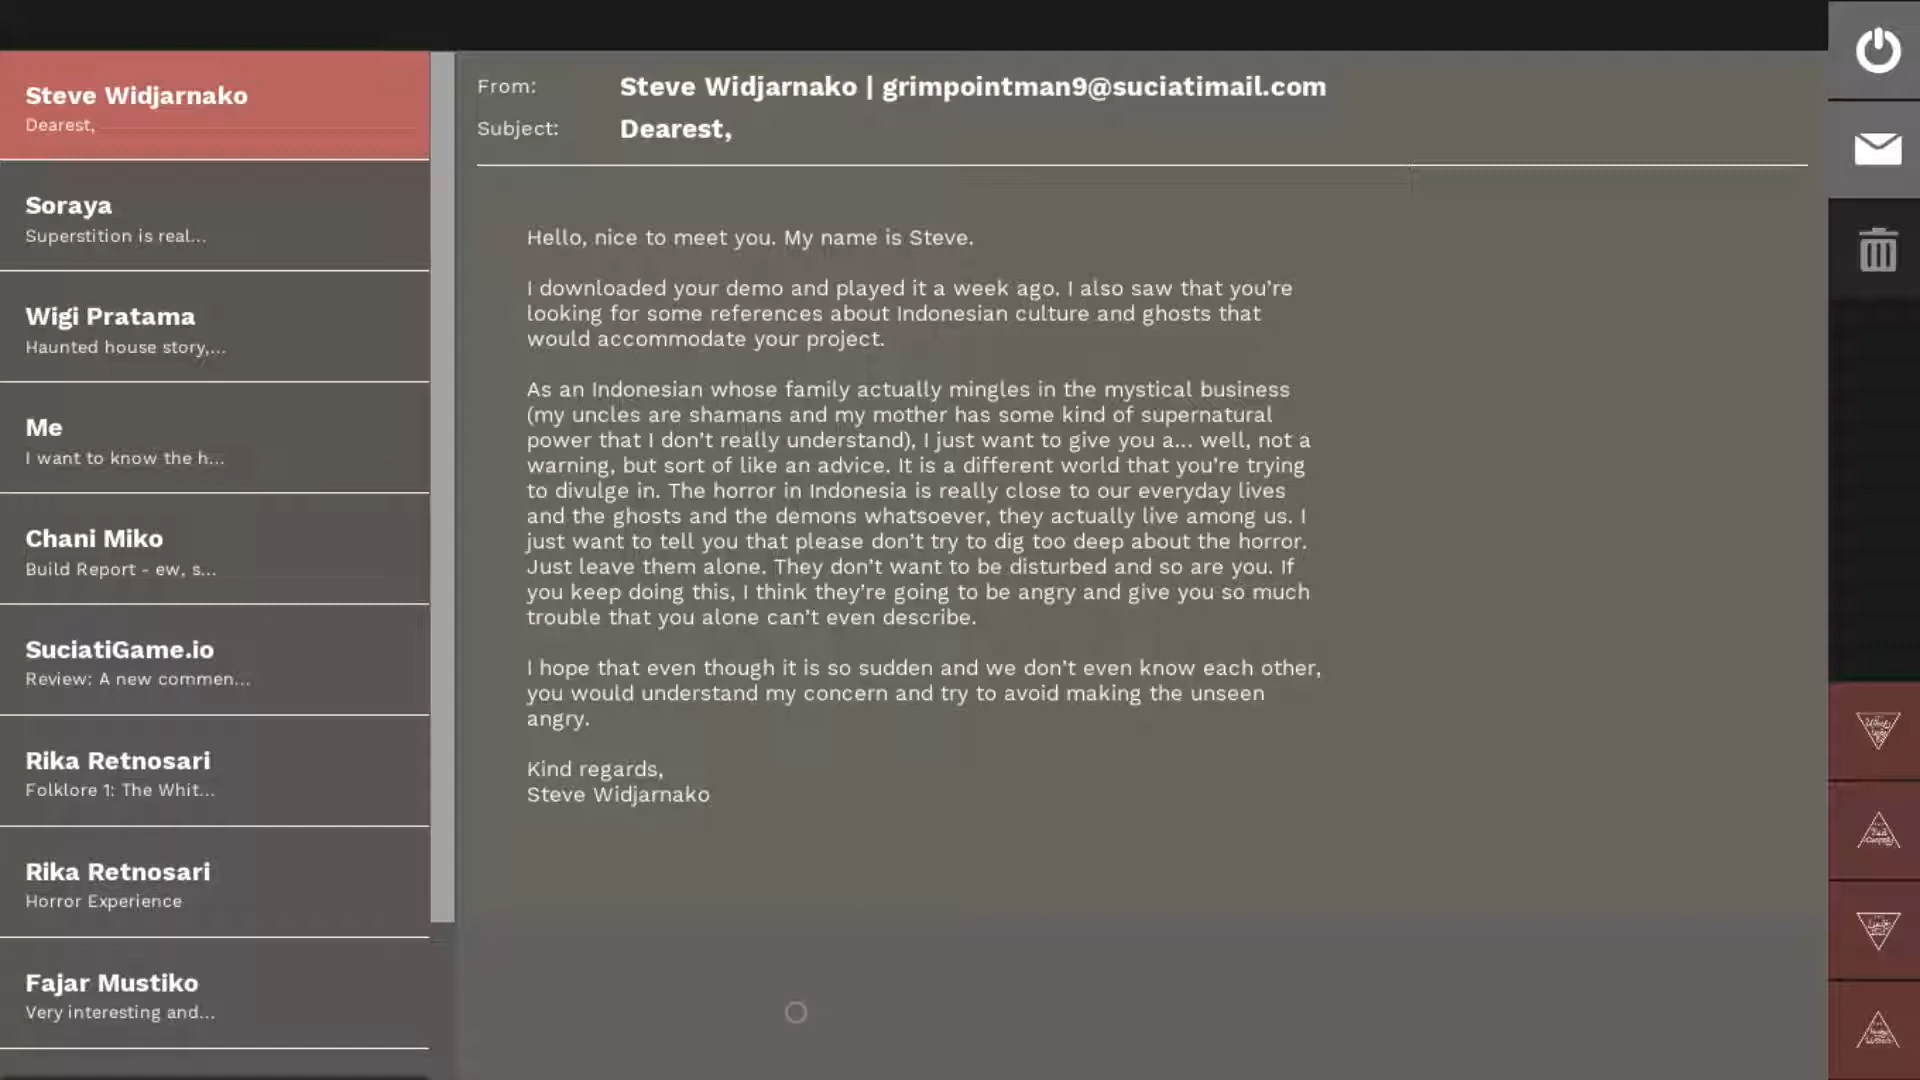 Steve Widjarnako
Dearest,
Soraya
Superstition is real...
Wigi Pratama
Haunted house story,...
Me
I want to know the h...
Chani Miko
Build Report - ew, s...
SuciatiGame.io
Review: A new commen...
Rika Retnosari
Folklore 1: The Whit...
Rika Retnosari
Horror Experience
Fajar Mustiko
Very interesting and...
From: Steve Widjarnako | grimpointman9@suciatimail.com
Subject: Dearest,
Hello, nice to meet you. My name is Steve.
I downloaded your demo and played it a week ago. I also saw that you're
looking for some references about Indonesian culture and ghosts that
would accommodate your project.
As an Indonesian whose family actually mingles in the mystical business
(my uncles are shamans and my mother has some kind of supernatural
power that I don't really understand), I just want to give you a... well, not a
warning, but sort of like an advice. It is a different world that you're trying
to divulge in. The horror in Indonesia is really close to our everyday lives
and the ghosts and the demons whatsoever, they actually live among us. I
just want to tell you that please don't try to dig too deep about the horror.
Just leave them alone. They don't want to be disturbed and so are you. If
you keep doing this, I think they're going to be angry and give you so much
trouble that you alone can't even describe.
I hope that even though it is so sudden and we don't even know each other,
you would understand my concern and try to avoid making the unseen
angry.
Kind regards,
Steve Widjarnako